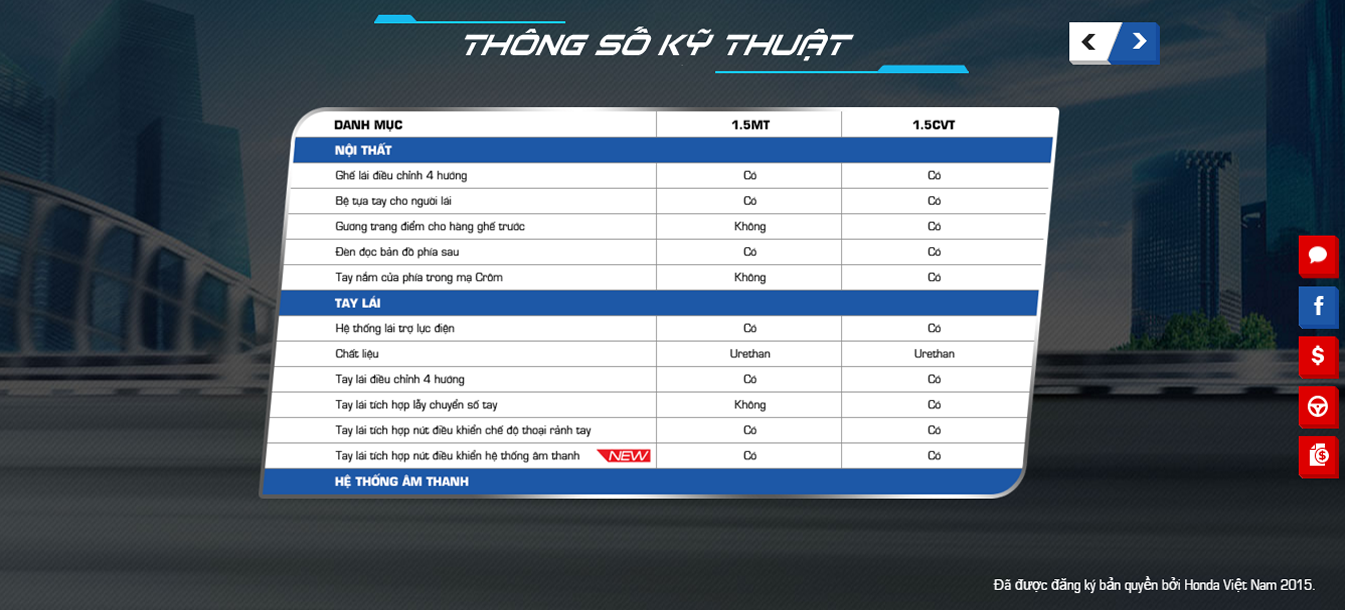 THÔNG SỐ KỸ THUẬT
DANH MỤC 1.5MT 1.5CVT
NỘI THẤT
Ghế lái điều chỉnh 4 hướng Có Có
Bệ tựa tay cho người lái Có Có
Gương trang điểm cho hàng ghế trước Không Có
Đèn đọc bản đồ phía sau Có Có
Tay nắm cửa phía trong mạ Crôm Không Có
TAY LÁI
Hệ thống lái trợ lực điện Có Có
Chất liệu Urethan Urethan
Tay lái điều chỉnh 4 hướng Có Có
Tay lái tích hợp lẫy chuyển số tay Không Có
Tay lái tích hợp nút điều khiển chế độ thoại rảnh tay Có Có
Tay lái tích hợp nút điều khiển hệ thống âm thanh NEW Có Có
HỆ THỐNG ÂM THANH
Đã được đăng ký bản quyền bởi Honda Việt Nam 2015.